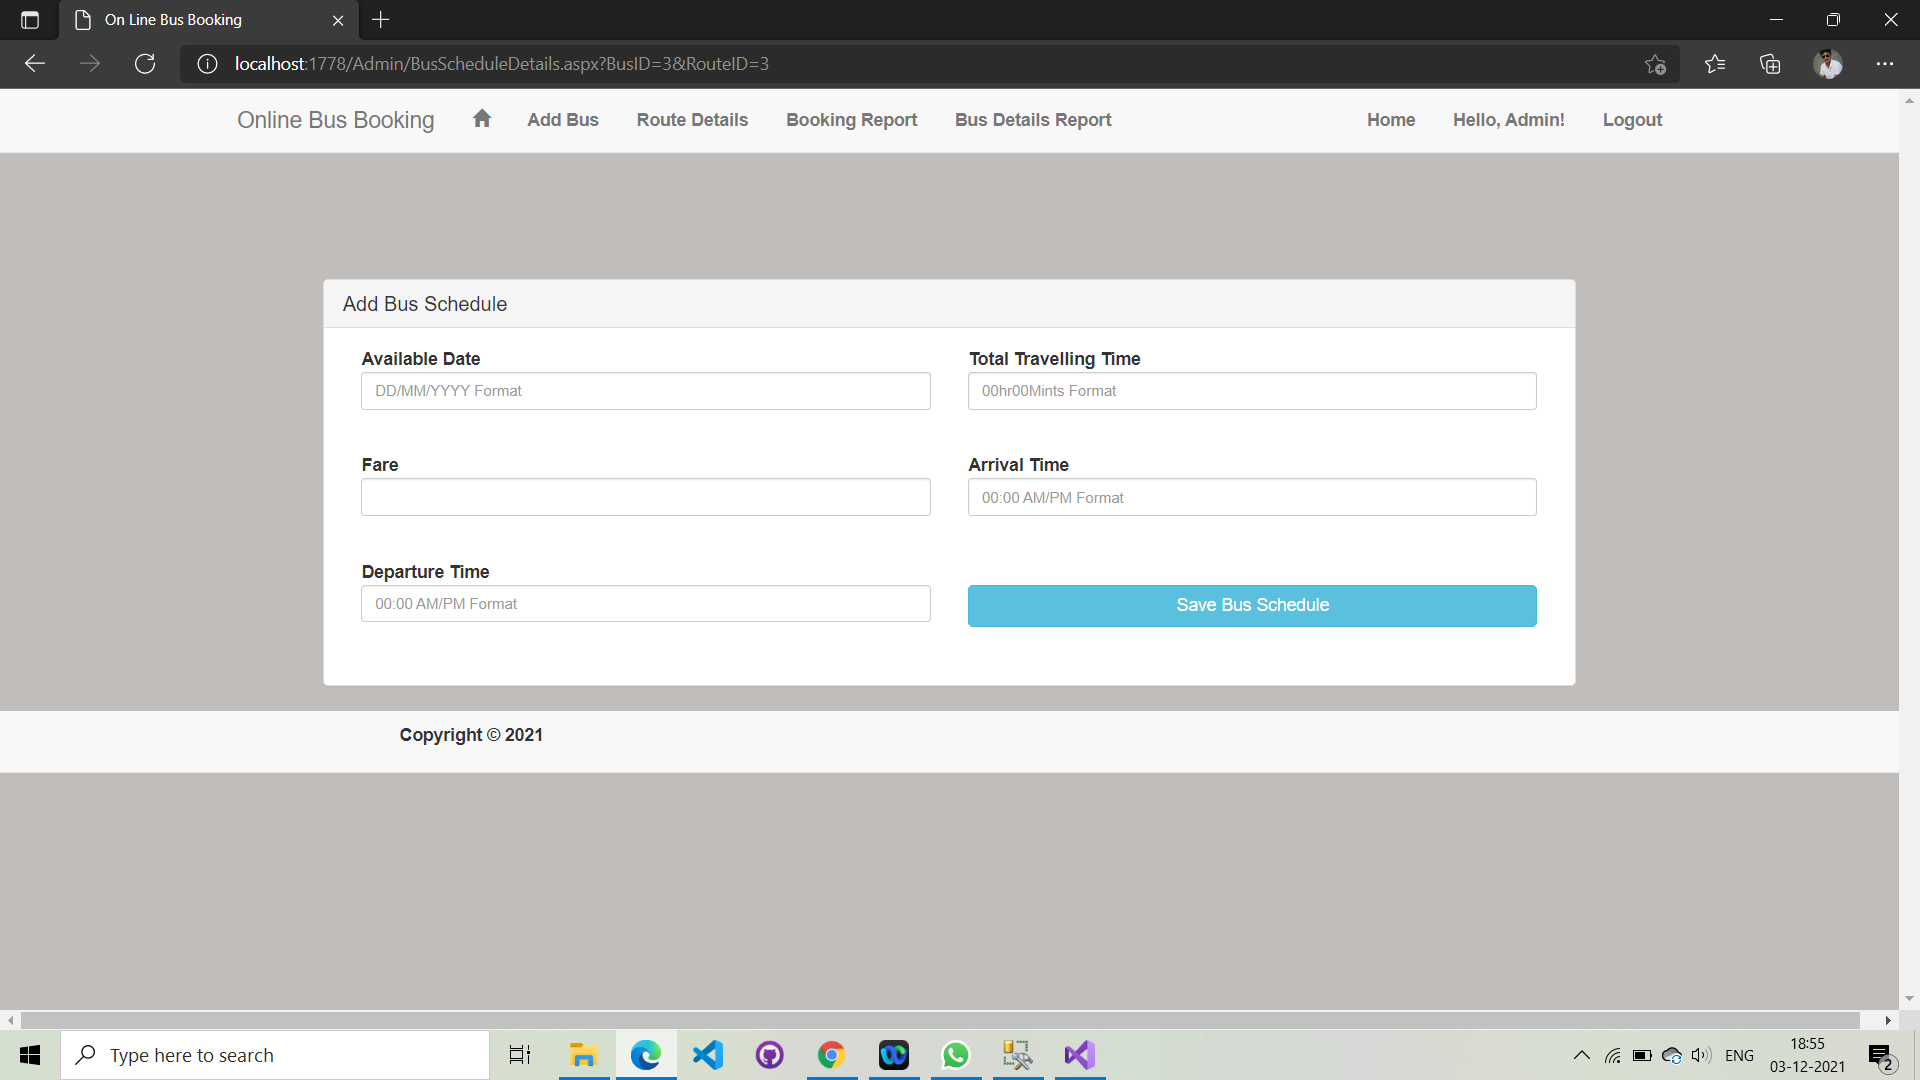 On Line Bus Booking
localhost:1778/Admin/BusScheduleDetails.aspx?BusID=3&RouteID=3
Online Bus Booking Add Bus Route Details Booking Report Bus Details Report Home Hello, Admin! Logout
Add Bus Schedule
Available Date Total Travelling Time
DD/MM/YYYY Format 00hr00Mints Format
Fare Arrival Time
00:00 AM/PM Format
Departure Time
00:00 AM/PM Format Save Bus Schedule
Copyright © 2021
Type here to search ENG 18:55
03-12-2021 2